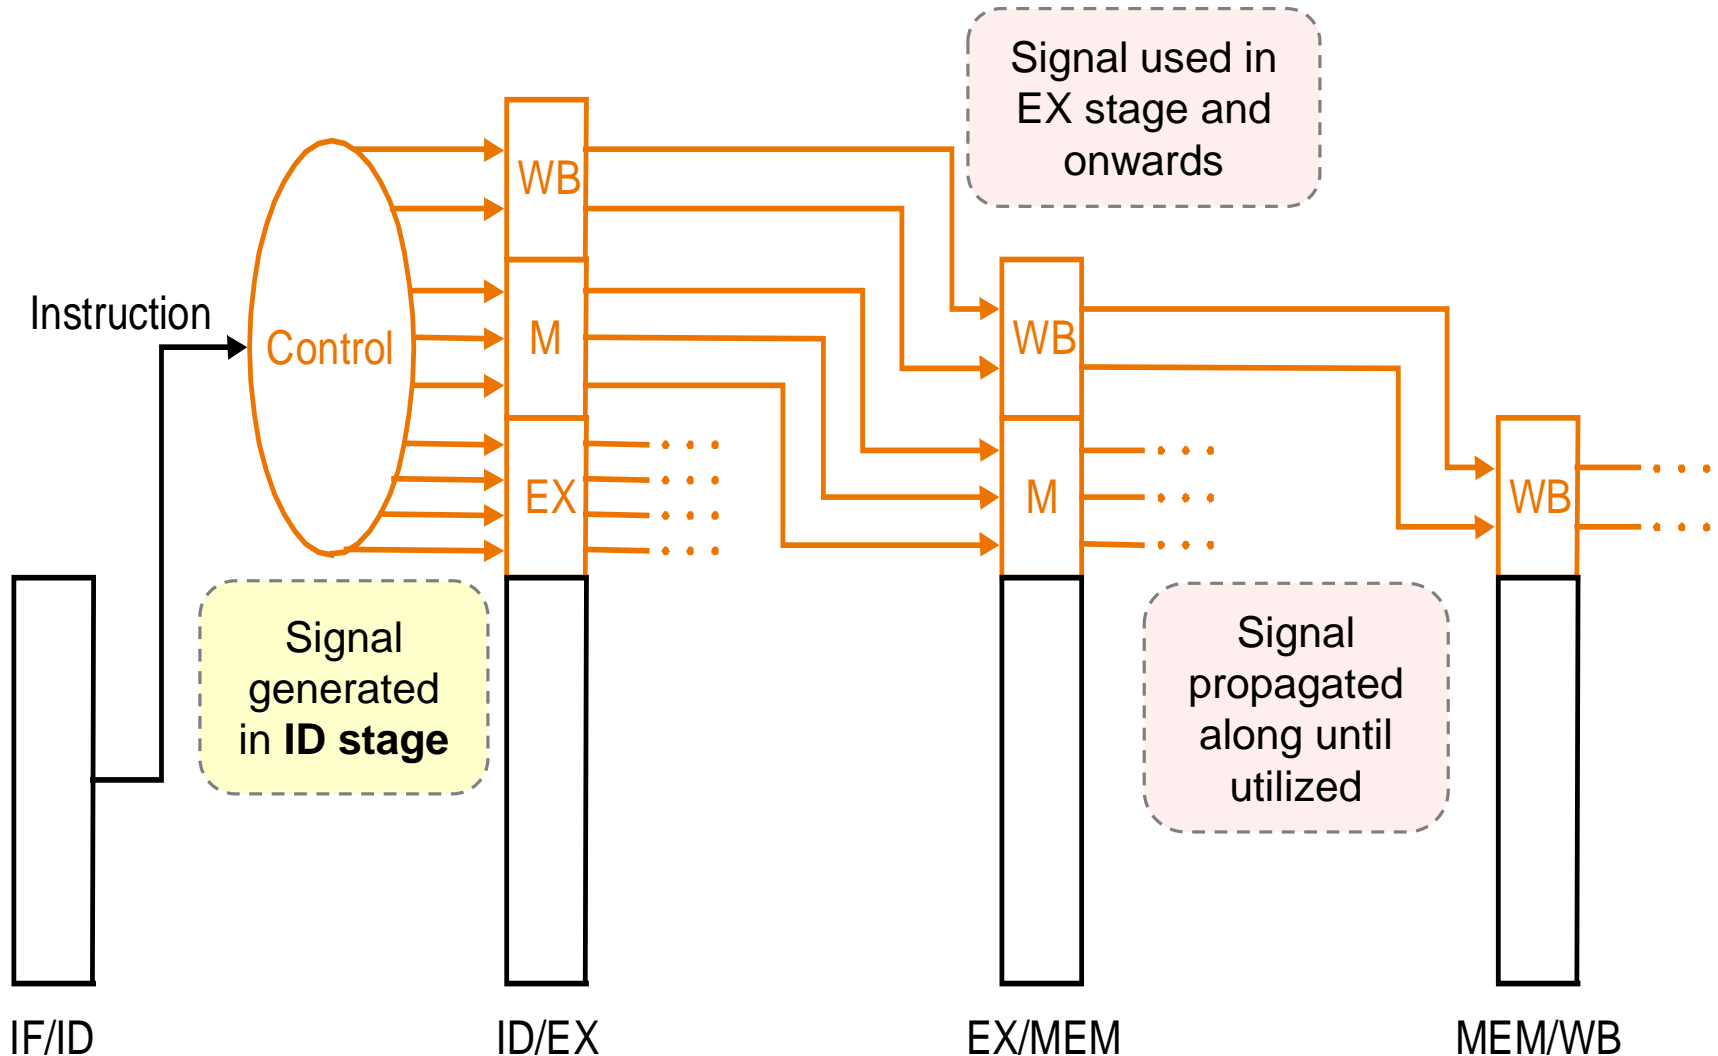 Signal used in
EX stage and
onwards
WB
Instruction
Control
M
WB
EX
M
WB
Signal
generated
in ID stage
Signal
propagated
along until
utilized
IF/ID
ID/EX
EX/MEM
MEM/WB